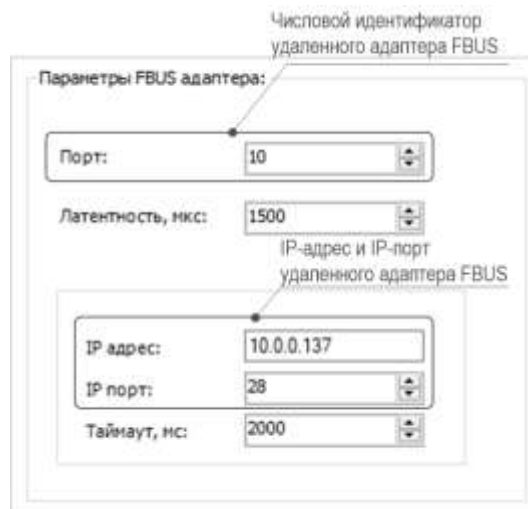 Числовой идентификатор
удаленного адаптера FBUS
Параметры FBUS адаптера:
Порт: 10
Латентность, мкс: 1500
IP-адрес и IP-порт
удаленного адаптера FBUS
IP адрес: 10.0.0.137
IP порт: 28
Таймаут, мс: 2000